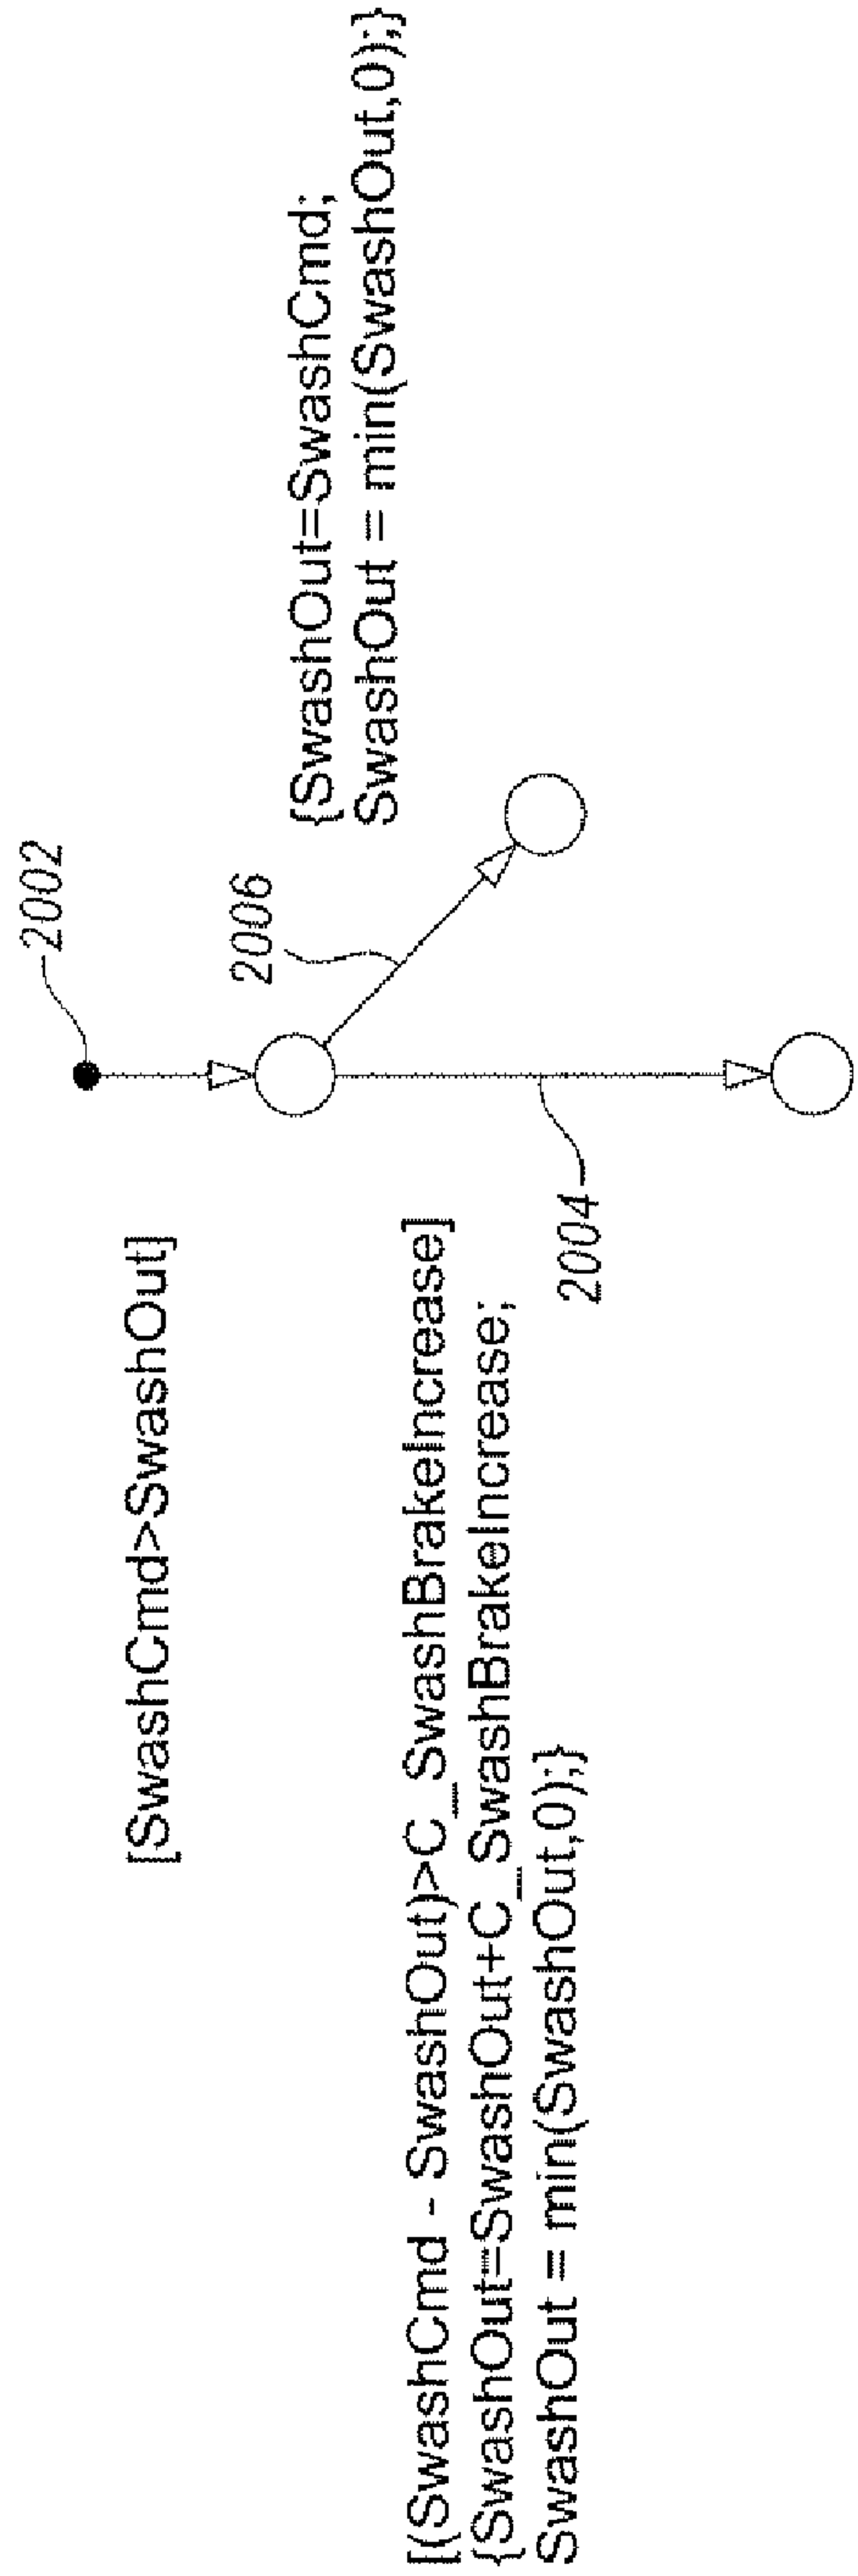 2002
[SwashCmd>SwashOut]
2006
{SwashOut=SwashCmd;
SwashOut = min(SwashOut,0);}
[(SwashCmd - SwashOut)>C_SwashBrakeIncrease]
{SwashOut=SwashOut+C_SwashBrakeIncrease;
SwashOut = min(SwashOut,0);}
2004